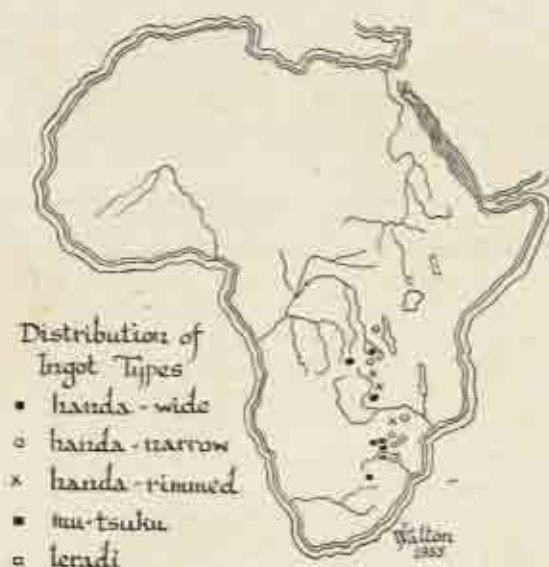 Distribution of
Ingot Types
handa - wide
handa - narrow
handa - rimmed
mu-tsuku
leradi
Walton
1955